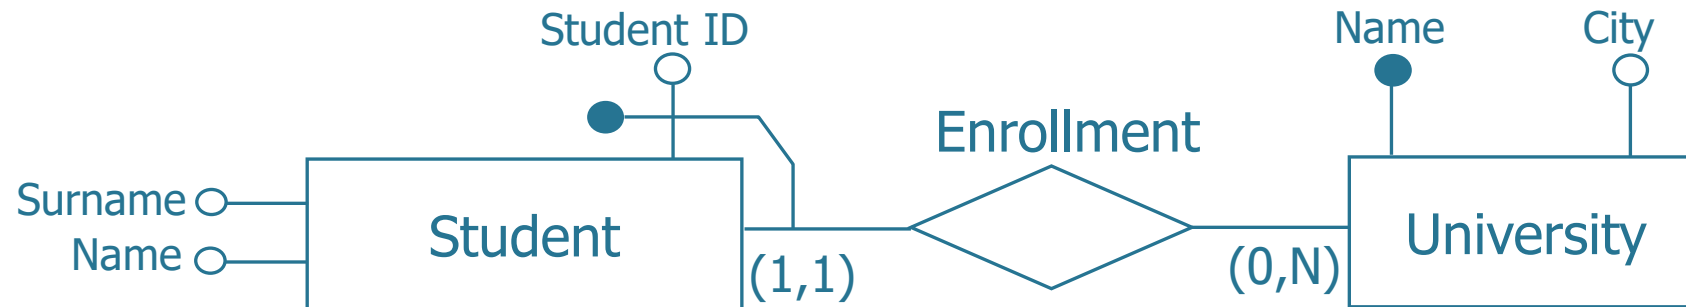 Student ID
Name
City
Enrollment
Surname
Student
University
Name
(1,1)
(0,N)